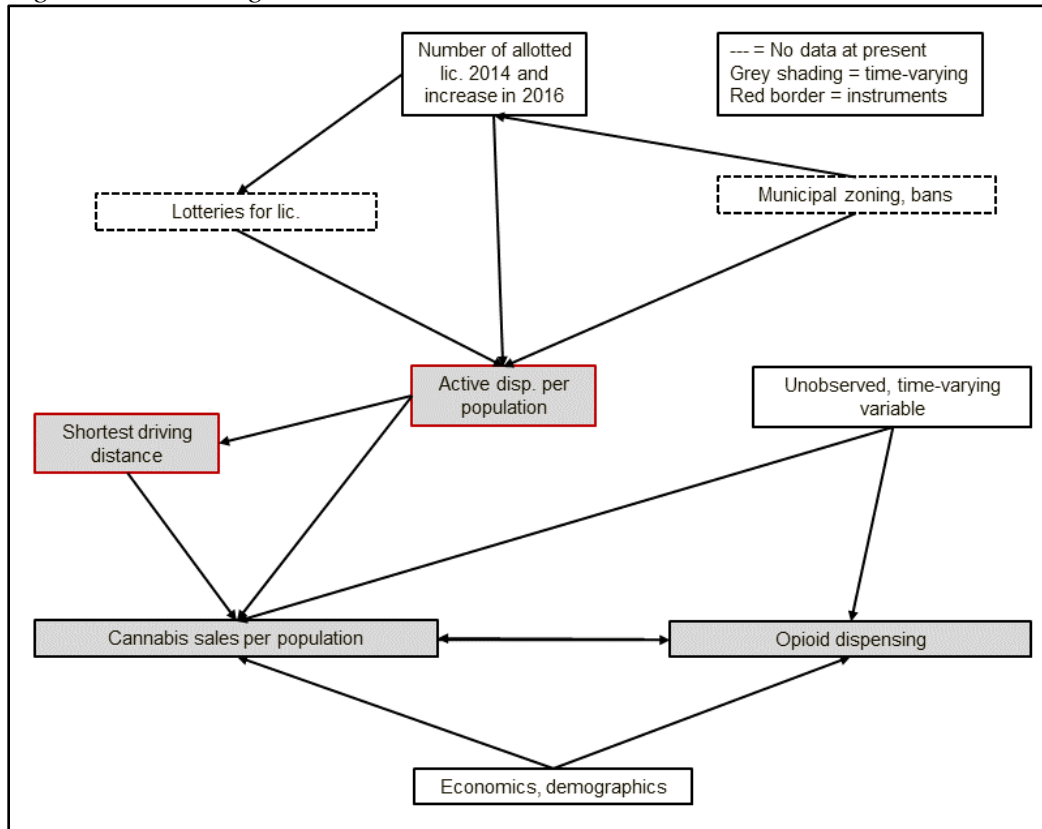 Number of allotted
lic. 2014 and
increase in 2016
--- = No data at present
Grey shading = time-varying
Red border = instruments
Lotteries for lic.
Municipal zoning, bans
Active disp. per
population
Unobserved, time-varying
variable
Shortest driving
distance
Cannabis sales per population
Opioid dispensing
Economics, demographics